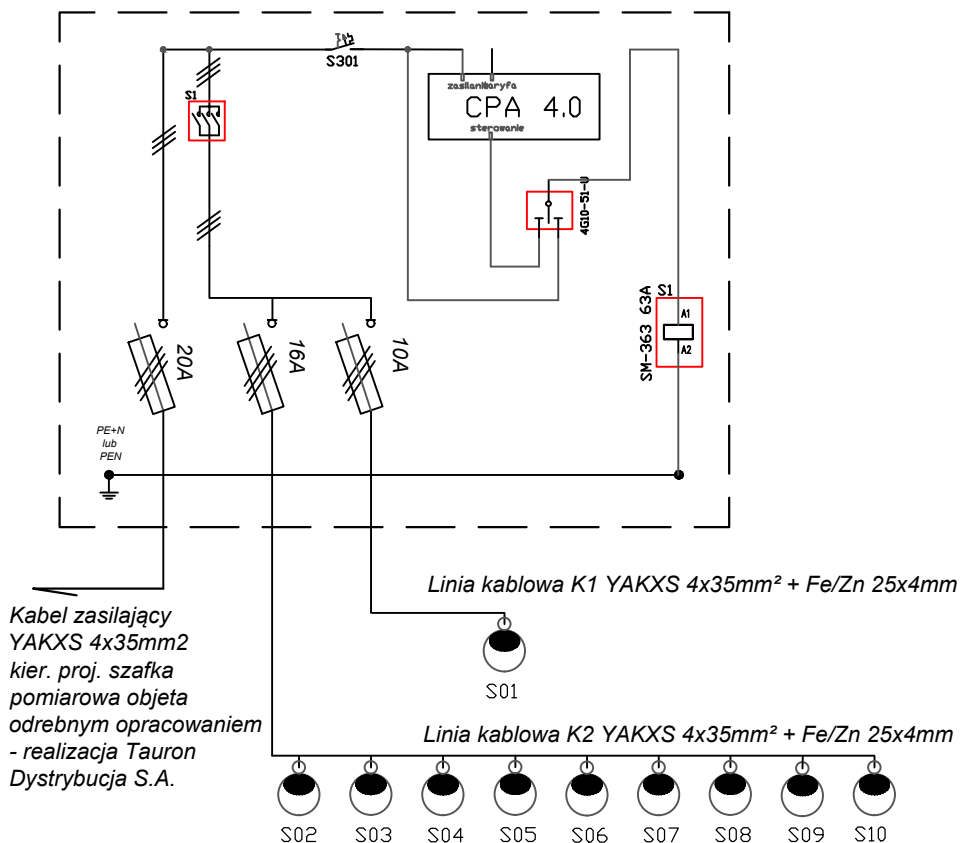 S301
zasilanie
taryfa
CPA 4.0
sterowanie
S1
4G10-51-U
SM-363 63A
S1
A1
A2
20A
16A
10A
PE+N
lub
PEN
Linia kablowa K1 YAKXS 4x35mm² + Fe/Zn 25x4mm
S01
Kabel zasilający
YAKXS 4x35mm2
kier. proj. szafka
pomiarowa objeta
odrebnym opracowaniem
- realizacja Tauron
Dystrybucja S.A.
Linia kablowa K2 YAKXS 4x35mm² + Fe/Zn 25x4mm
S02 S03 S04 S05 S06 S07 S08 S09 S10